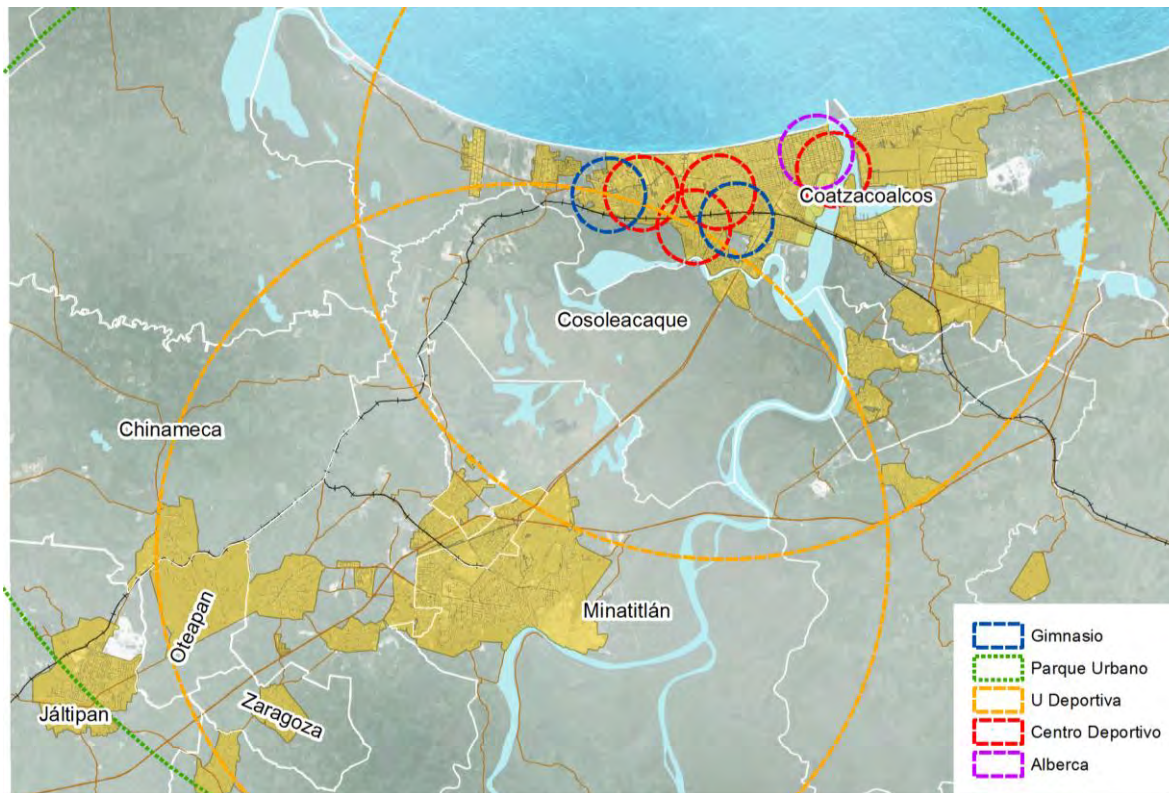 Coatzacoalcos
Cosoleacaque
Chinameca
Minatitlán
Oteapan
Zaragoza
Jáltipan
Gimnasio
Parque Urbano
U Deportiva
Centro Deportivo
Alberca